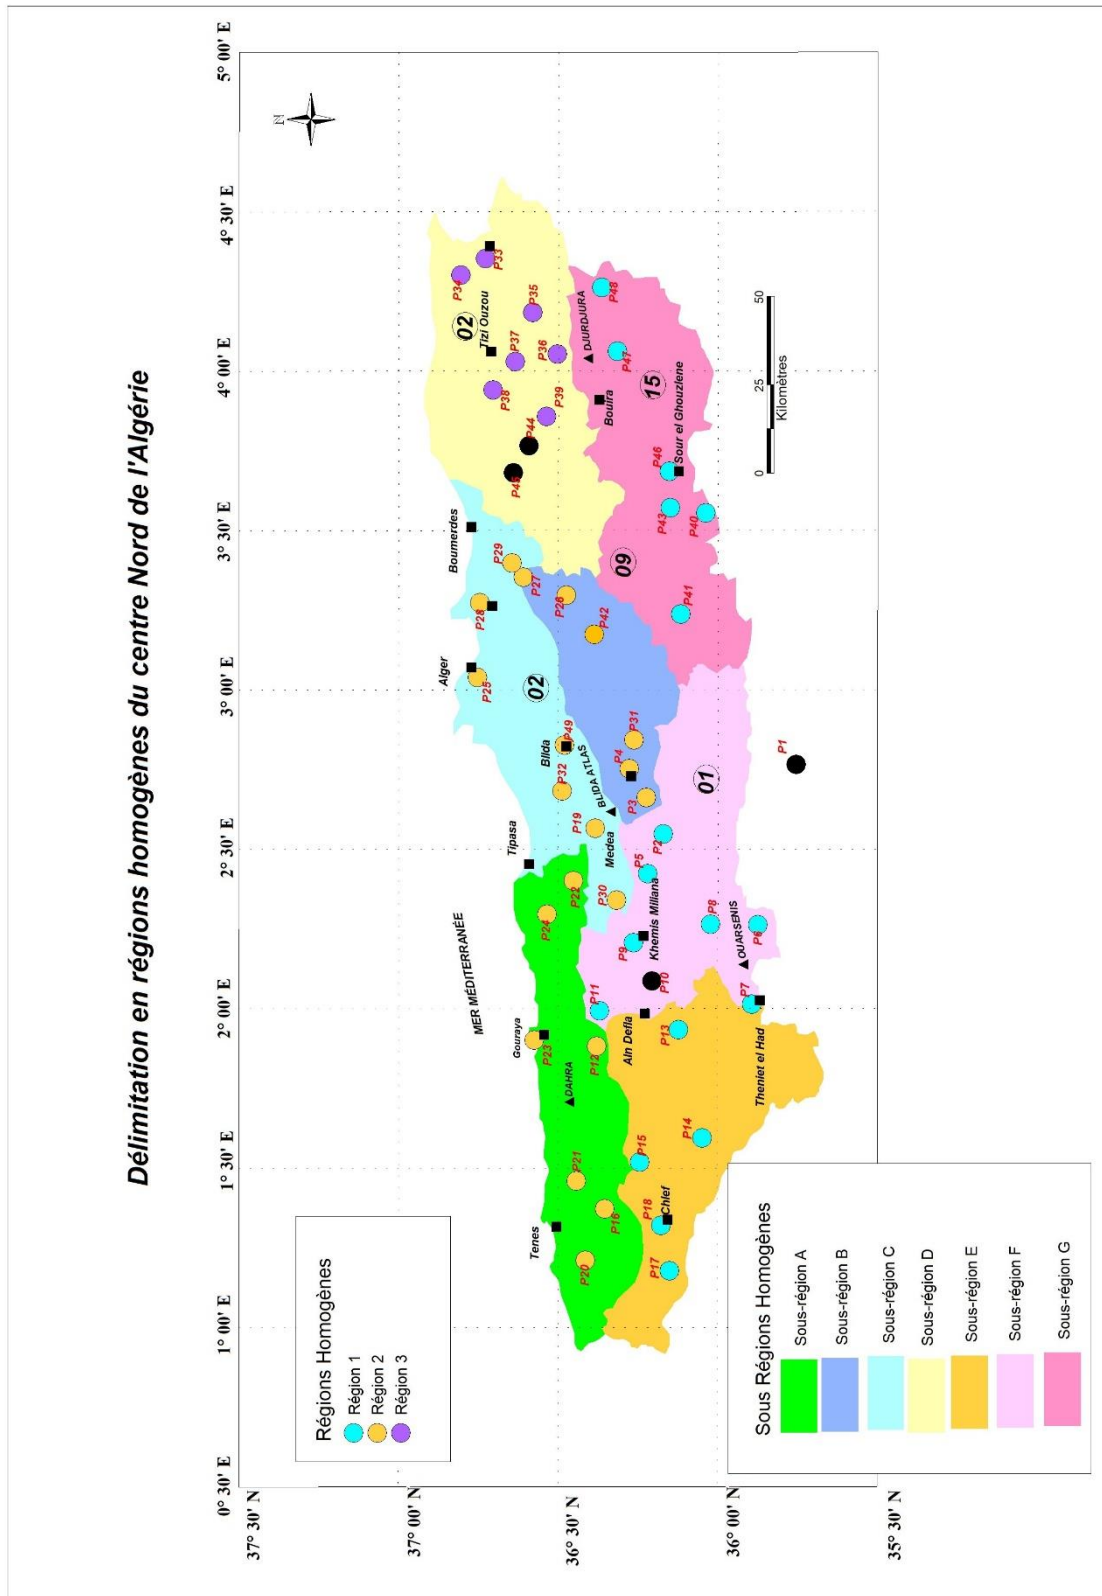 Délimitation en régions homogènes du centre Nord de l'Algérie
0° 30' E
1° 00' E
1° 30' E
2° 00' E
2° 30' E
3° 00' E
3° 30' E
4° 00' E
4° 30' E
5° 00' E
37° 30' N
37° 00' N
36° 30' N
36° 00' N
35° 30' N
N
Régions Homogènes
Région 1
Région 2
Région 3
MER MÉDITERRANÉE
Tenes
Gouraya
Tipasa
Alger
Boumerdes
Tizi Ouzou
Blida
BLIDA ATLAS
Medea
DAHRA
Khemis Miliana
Ain Defla
Chlef
Theniet el Had
OUARSENIS
Bouira
DJURDJURA
Sour el Ghouzlene
02
02
09
15
01
P20
P16
P21
P12
P23
P24
P22
P30
P19
P32
P49
P25
P28
P27
P29
P26
P42
P31
P4
P3
P2
P5
P9
P10
P11
P8
P6
P7
P13
P14
P15
P18
P17
P1
P41
P40
P43
P46
P47
P48
P45
P44
P39
P38
P37
P36
P35
P34
P33
0
25
50
Kilomètres
Sous Régions Homogènes
Sous-région A
Sous-région B
Sous-région C
Sous-région D
Sous-région E
Sous-région F
Sous-région G